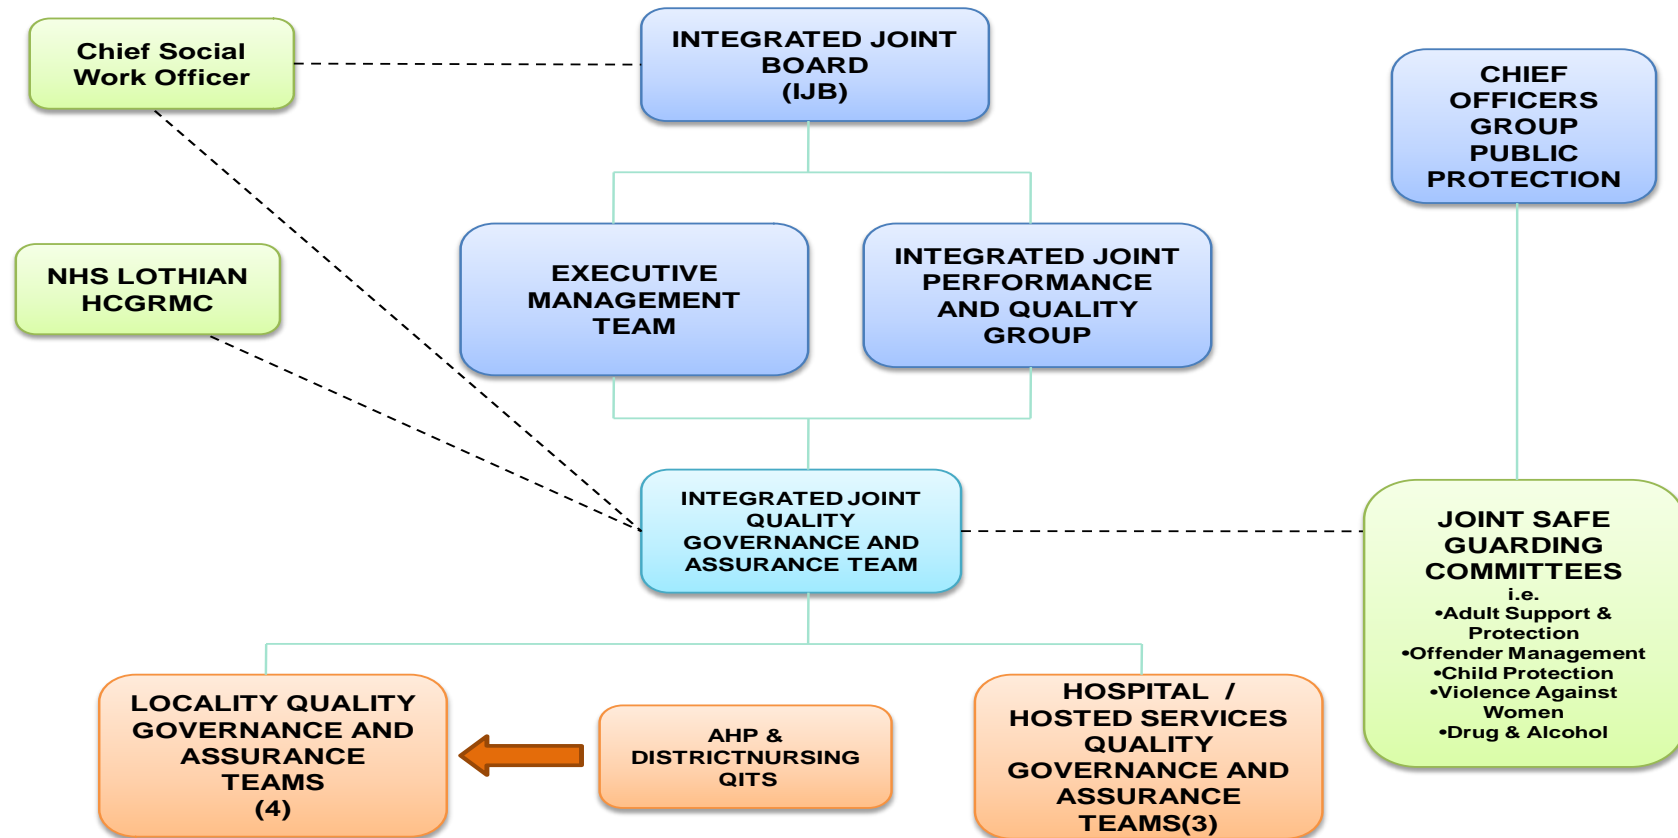 Chief Social
Work Officer
INTEGRATED JOINT
BOARD
(IJB)
CHIEF
OFFICERS
GROUP
PUBLIC
PROTECTION
NHS LOTHIAN
HCGRMC
EXECUTIVE
MANAGEMENT
TEAM
INTEGRATED JOINT
PERFORMANCE
AND QUALITY
GROUP
INTEGRATED JOINT
QUALITY
GOVERNANCE AND
ASSURANCE TEAM
JOINT SAFE
GUARDING
COMMITTEES
i.e.
•Adult Support &
Protection
•Offender Management
•Child Protection
•Violence Against
Women
•Drug & Alcohol
LOCALITY QUALITY
GOVERNANCE AND
ASSURANCE
TEAMS
(4)
AHP &
DISTRICTNURSING
QITS
HOSPITAL /
HOSTED SERVICES
QUALITY
GOVERNANCE AND
ASSURANCE
TEAMS(3)